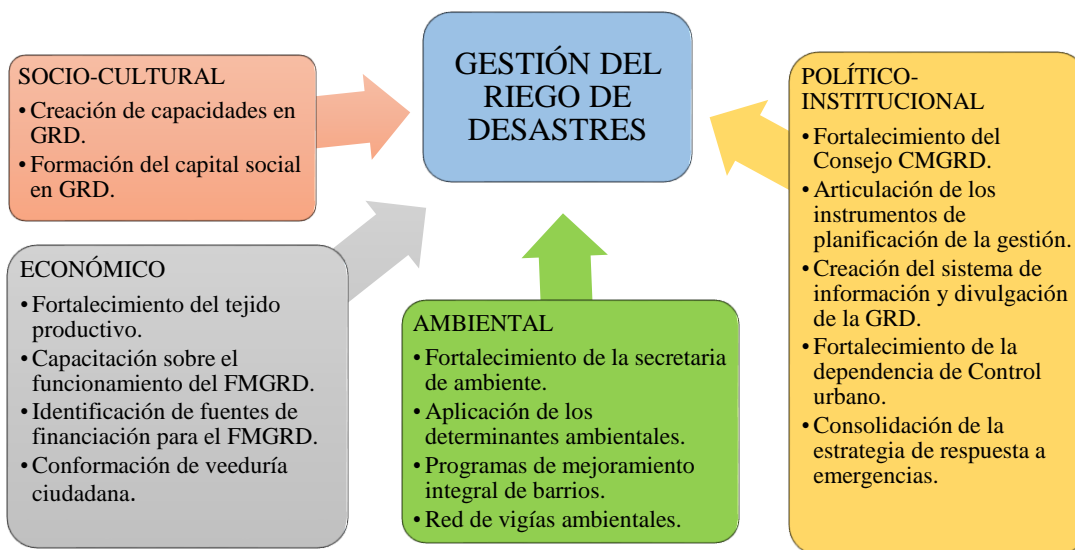 GESTIÓN DEL
RIEGO DE
DESASTRES
SOCIO-CULTURAL
• Creación de capacidades en
GRD.
• Formación del capital social
en GRD.
ECONÓMICO
• Fortalecimiento del tejido
productivo.
• Capacitación sobre el
funcionamiento del FMGRD.
• Identificación de fuentes de
financiación para el FMGRD.
• Conformación de veeduría
ciudadana.
AMBIENTAL
• Fortalecimiento de la secretaria
de ambiente.
• Aplicación de los
determinantes ambientales.
• Programas de mejoramiento
integral de barrios.
• Red de vigías ambientales.
POLÍTICO-
INSTITUCIONAL
• Fortalecimiento del
Consejo CMGRD.
• Articulación de los
instrumentos de
planificación de la gestión.
• Creación del sistema de
información y divulgación
de la GRD.
• Fortalecimiento de la
dependencia de Control
urbano.
• Consolidación de la
estrategia de respuesta a
emergencias.